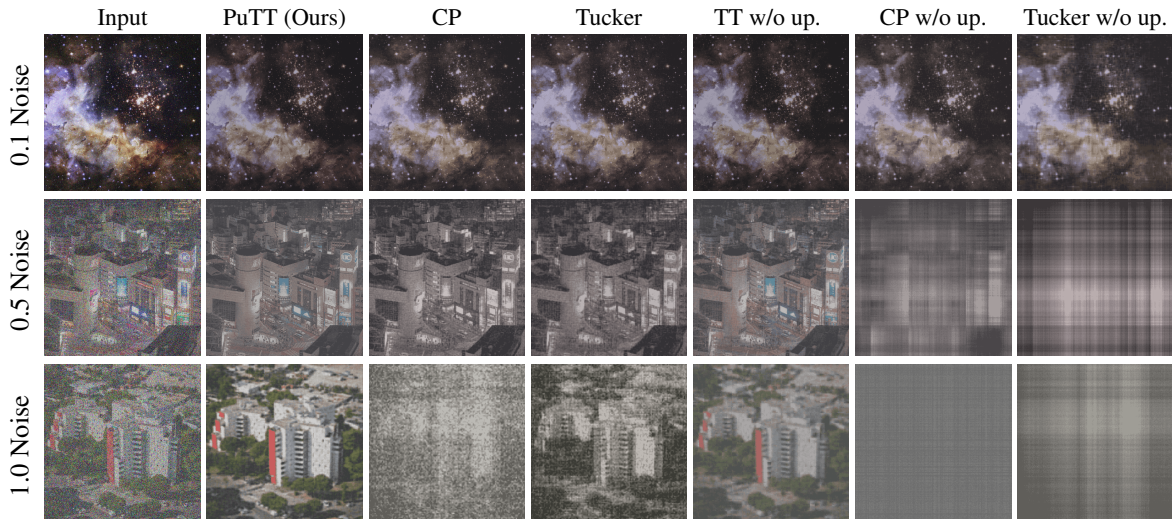 Input PuTT (Ours) CP Tucker TT w/o up. CP w/o up. Tucker w/o up.
0.1 Noise
0.5 Noise
1.0 Noise